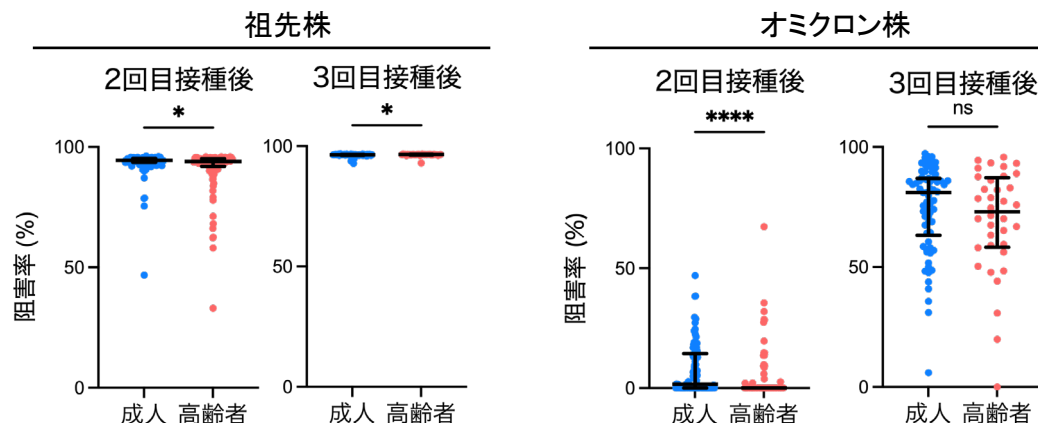 祖先株
オミクロン株
2回目接種後
3回目接種後
2回目接種後
3回目接種後
*
*
****
ns
阻害率 (%)
100
50
0
成人 高齢者
100
50
0
成人 高齢者
阻害率 (%)
100
50
0
成人 高齢者
100
50
0
成人 高齢者